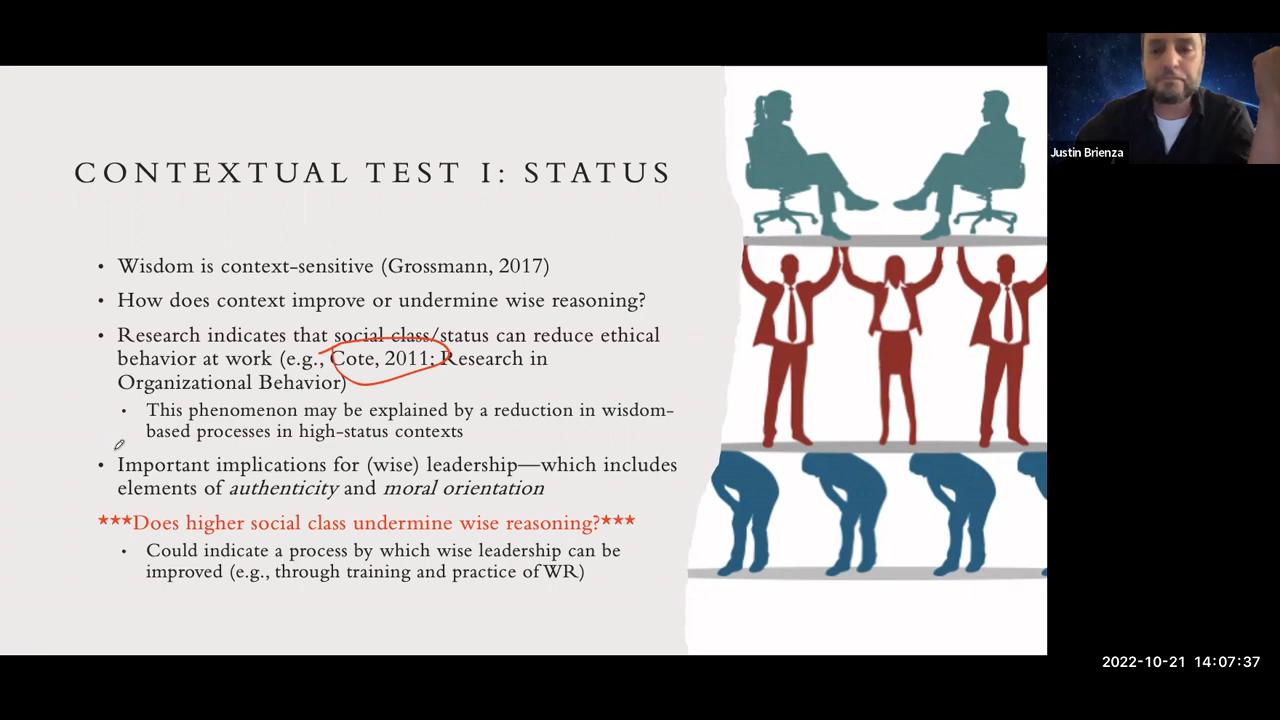 CONTEXTUAL TEST I: STATUS
• Wisdom is context-sensitive (Grossmann, 2017)
• How does context improve or undermine wise reasoning?
• Research indicates that social class/status can reduce ethical
behavior at work (e.g., Cote, 2011; Research in
Organizational Behavior)
• This phenomenon may be explained by a reduction in wisdom-
based processes in high-status contexts
• Important implications for (wise) leadership—which includes
elements of authenticity and moral orientation
***Does higher social class undermine wise reasoning?***
• Could indicate a process by which wise leadership can be
improved (e.g., through training and practice of WR)
Justin Brienza
2022-10-21 14:07:37